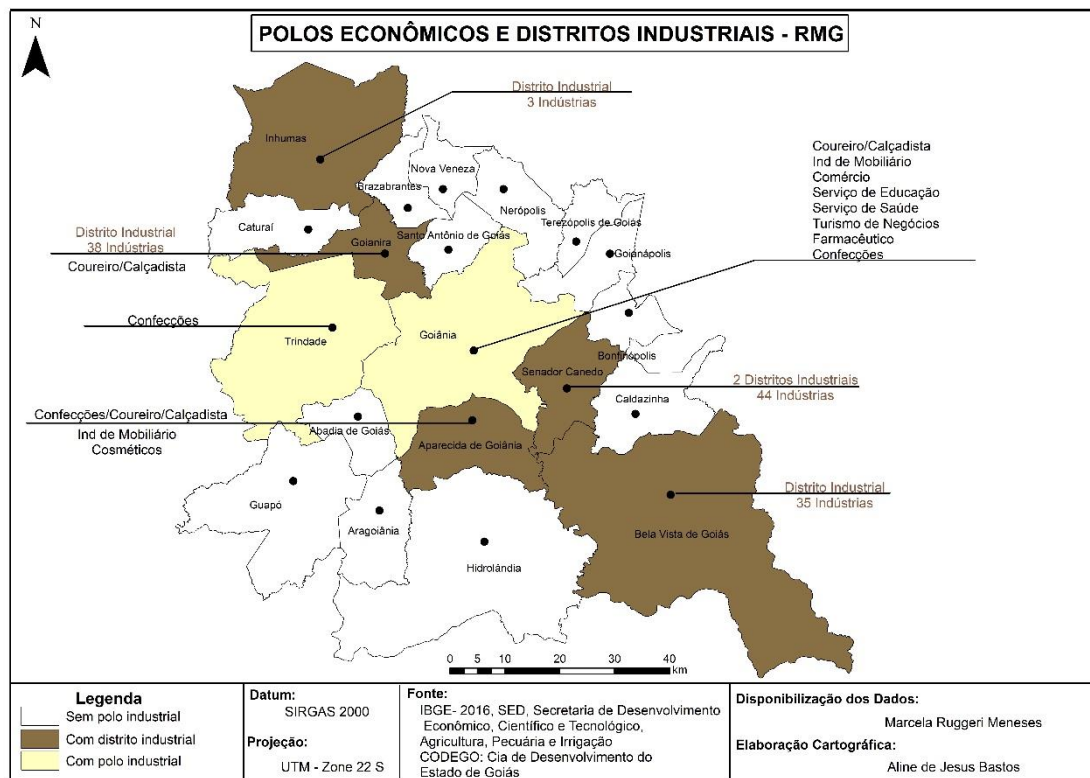 N
POLOS ECONÔMICOS E DISTRITOS INDUSTRIAIS - RMG
Distrito Industrial
3 Indústrias
Inhumas
Nova Veneza
Brazabrantes
Nerópolis
Terezópolis de Goiás
Caturaí
Santo Antônio de Goiás
Goianira
Goianápolis
Distrito Industrial
38 Indústrias
Coureiro/Calçadista
Coureiro/Calçadista
Ind de Mobiliário
Comércio
Serviço de Educação
Serviço de Saúde
Turismo de Negócios
Farmacêutico
Confecções
Confecções
Trindade
Goiânia
Bonfinópolis
Senador Canedo
2 Distritos Industriais
44 Indústrias
Caldazinha
Confecções/Coureiro/Calçadista
Ind de Mobiliário
Cosméticos
Abadia de Goiás
Aparecida de Goiânia
Distrito Industrial
35 Indústrias
Guapó
Aragoiânia
Bela Vista de Goiás
Hidrolândia
0 5 10 20 30 40
km
Legenda
Sem polo industrial
Com distrito industrial
Com polo industrial
Datum:
SIRGAS 2000
Projeção:
UTM - Zone 22 S
Fonte:
IBGE- 2016, SED, Secretaria de Desenvolvimento
Econômico, Científico e Tecnológico,
Agricultura, Pecuária e Irrigação
CODEGO: Cia de Desenvolvimento do
Estado de Goiás
Disponibilização dos Dados:
Marcela Ruggeri Meneses
Elaboração Cartográfica:
Aline de Jesus Bastos